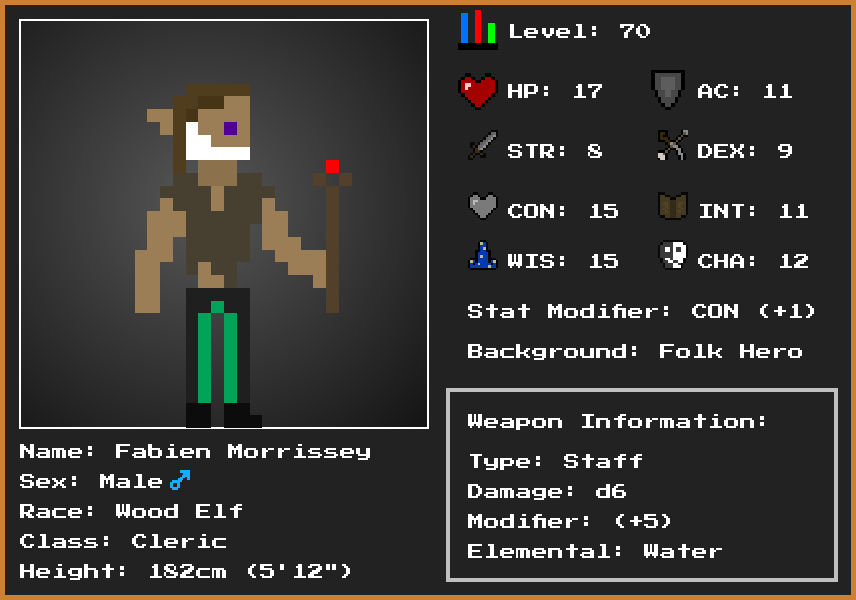 Level: 70
HP: 17
AC: 11
STR: 8
DEX: 9
CON: 15
INT: 11
WIS: 15
CHA: 12
Stat Modifier: CON (+1)
Background: Folk Hero
Weapon Information:
Type: Staff
Damage: d6
Modifier: (+5)
Elemental: Water
Name: Fabien Morrissey
Sex: Male ♂
Race: Wood Elf
Class: Cleric
Height: 182cm (5'12")